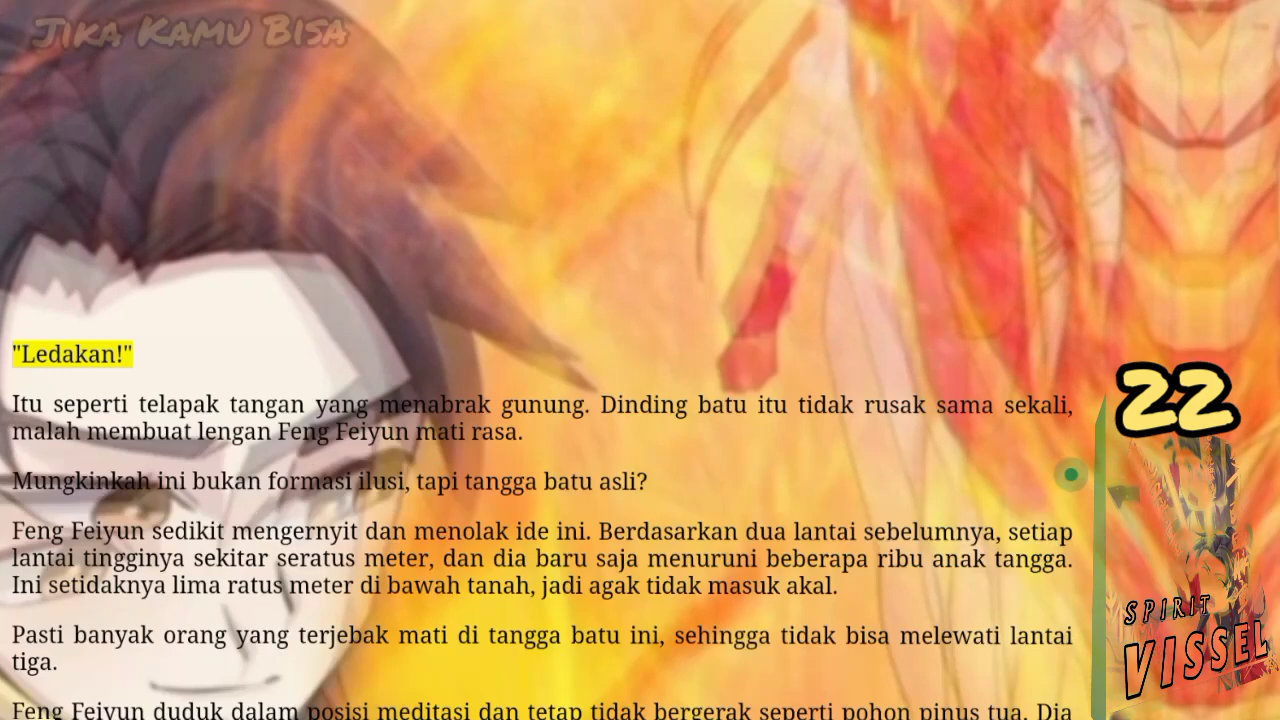 Jika Kamu Bisa
"Ledakan!"
Itu seperti telapak tangan yang menabrak gunung. Dinding batu itu tidak rusak sama sekali,
malah membuat lengan Feng Feiyun mati rasa.
Mungkinkah ini bukan formasi ilusi, tapi tangga batu asli?
Feng Feiyun sedikit mengernyit dan menolak ide ini. Berdasarkan dua lantai sebelumnya, setiap
lantai tingginya sekitar seratus meter, dan dia baru saja menuruni beberapa ribu anak tangga.
Ini setidaknya lima ratus meter di bawah tanah, jadi agak tidak masuk akal.
Pasti banyak orang yang terjebak mati di tangga batu ini, sehingga tidak bisa melewati lantai
tiga.
Feng Feiyun duduk dalam posisi meditasi dan tetap tidak bergerak seperti pohon pinus tua. Dia
22
SPIRIT
VISSEL